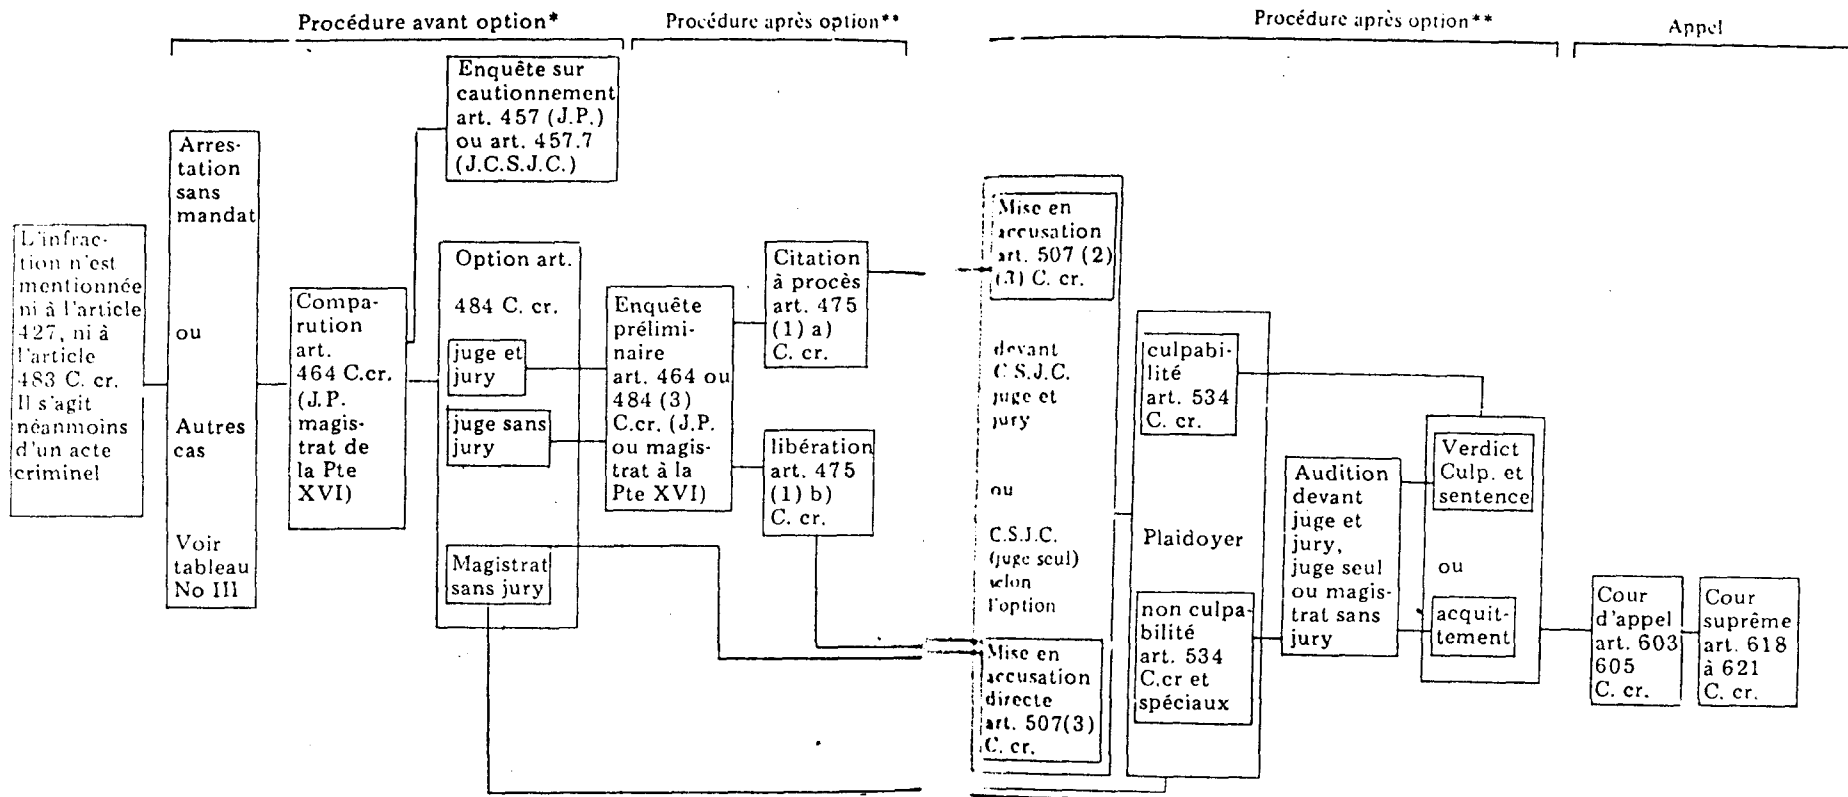 Procédure avant option*
Procédure après option**
Procédure après option**
Appel
L'infrac-
tion n'est
mentionnée
ni à l'article
427, ni à
l'article
483 C. cr.
Il s'agit
néanmoins
d'un acte
criminel
Arres-
tation
sans
mandat
ou
Autres
cas
Voir
tableau
No III
Compa-
rution
art.
464 C.cr.
(J.P.
magis-
trat de
la Pte
XVI)
Enquête sur
cautionnement
art. 457 (J.P.)
ou art. 457.7
(J.C.S.J.C.)
Option art.
484 C. cr.
juge et
jury
juge sans
jury
Magistrat
sans jury
Enquête
prélimi-
naire
art. 464 ou
484 (3)
C.cr. (J.P.
ou magis-
trat à la
Pte XVI)
Citation
à procès
art. 475
(1) a)
C. cr.
libération
art. 475
(1) b)
C. cr.
Mise en
accusation
art. 507 (2)
(3) C. cr.
devant
C.S.J.C.
juge et
jury
ou
C.S.J.C.
(juge seul)
selon
l'option
Mise en
accusation
directe
art. 507(3)
C. cr.
culpabi-
lité
art. 534
C. cr.
Plaidoyer
non culpa-
bilité
art. 534
C.cr et
spéciaux
Audition
devant
juge et
jury,
juge seul
ou magis-
trat sans
jury
Verdict
Culp. et
sentence
ou
acquit-
tement
Cour
d'appel
art. 603
605
C. cr.
Cour
suprême
art. 618
à 621
C. cr.